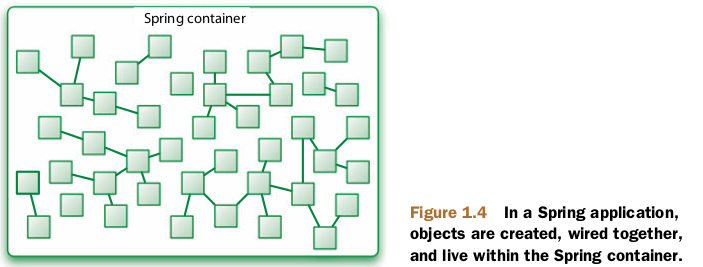 Spring container
Figure 1.4 In a Spring application,
objects are created, wired together,
and live within the Spring container.